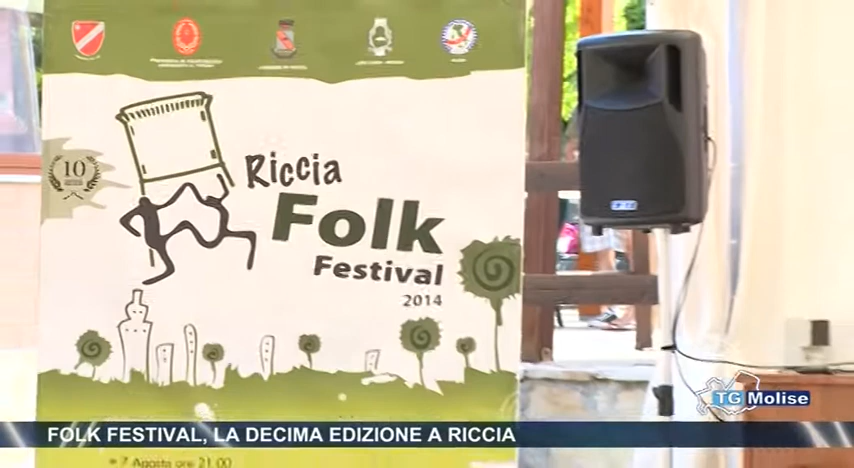 10
Riccia
Folk
Festival
2014
TG Molise
FOLK FESTIVAL, LA DECIMA EDIZIONE A RICCIA
7 Agosto ore 21.00